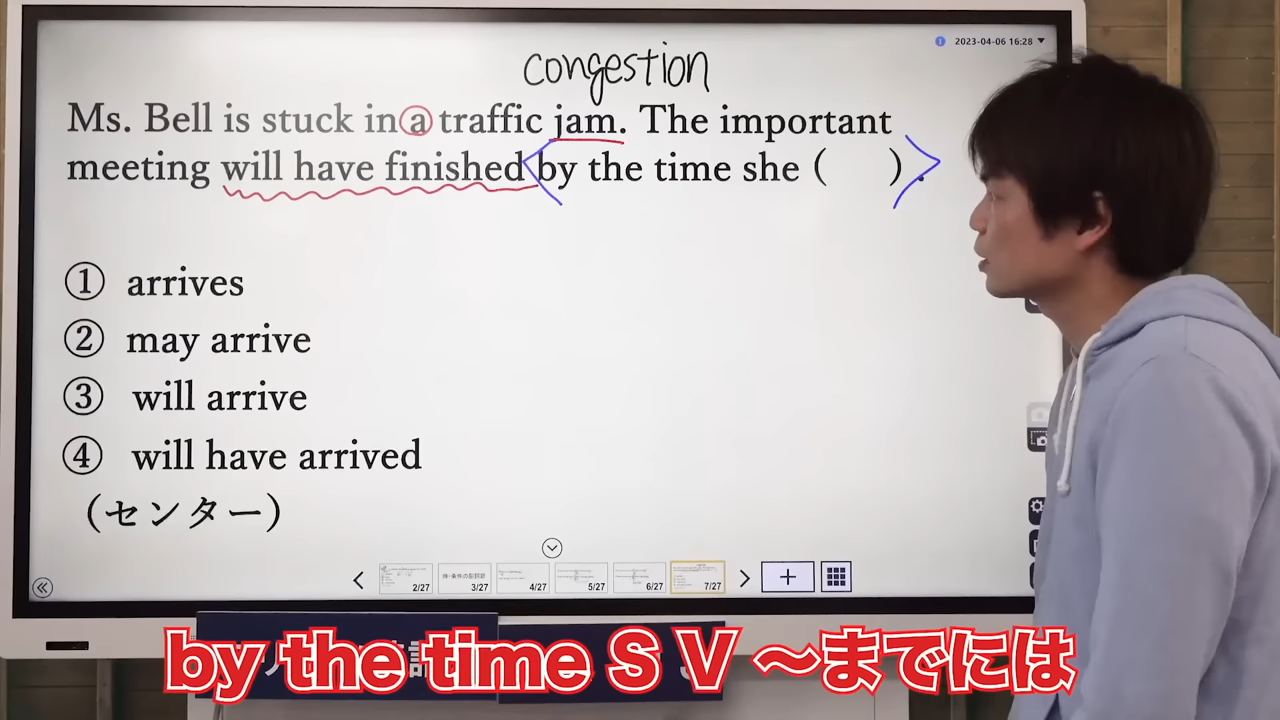 2023-04-06 16:28
congestion
Ms. Bell is stuck in a traffic jam. The important
meeting will have finished by the time she (    ).
① arrives
② may arrive
③ will arrive
④ will have arrived
(センター)
2/27 3/27 4/27 5/27 6/27 7/27
by the time S V ～までには